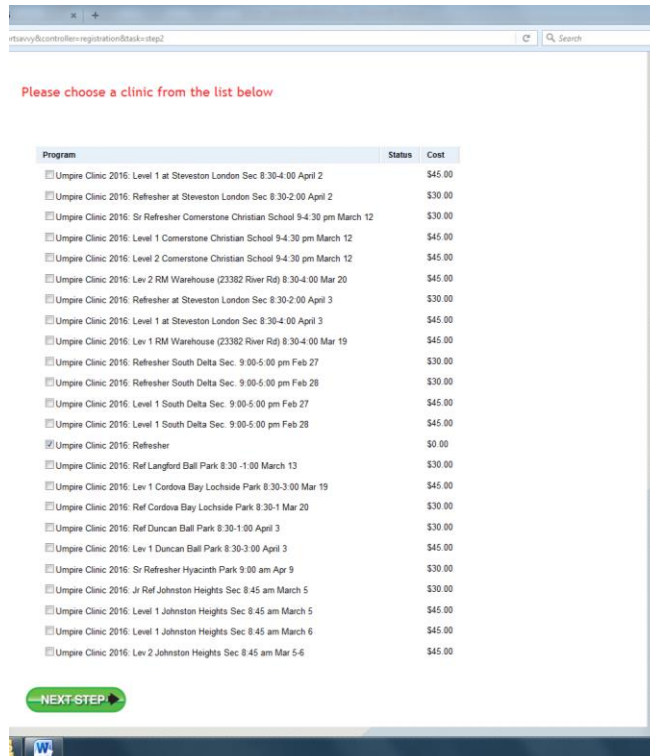 rtsavvy&controller=registration&task=step2
Search
Please choose a clinic from the list below
Program Status Cost
Umpire Clinic 2016: Level 1 at Steveston London Sec 8:30-4:00 April 2 $45.00
Umpire Clinic 2016: Refresher at Steveston London Sec 8:30-2:00 April 2 $30.00
Umpire Clinic 2016: Sr Refresher Cornerstone Christian School 9-4:30 pm March 12 $30.00
Umpire Clinic 2016: Level 1 Cornerstone Christian School 9-4:30 pm March 12 $45.00
Umpire Clinic 2016: Level 2 Cornerstone Christian School 9-4:30 pm March 12 $45.00
Umpire Clinic 2016: Lev 2 RM Warehouse (23382 River Rd) 8:30-4:00 Mar 20 $45.00
Umpire Clinic 2016: Refresher at Steveston London Sec 8:30-2:00 April 3 $30.00
Umpire Clinic 2016: Level 1 at Steveston London Sec 8:30-4:00 April 3 $45.00
Umpire Clinic 2016: Lev 1 RM Warehouse (23382 River Rd) 8:30-4:00 Mar 19 $45.00
Umpire Clinic 2016: Refresher South Delta Sec. 9:00-5:00 pm Feb 27 $30.00
Umpire Clinic 2016: Refresher South Delta Sec. 9:00-5:00 pm Feb 28 $30.00
Umpire Clinic 2016: Level 1 South Delta Sec. 9:00-5:00 pm Feb 27 $45.00
Umpire Clinic 2016: Level 1 South Delta Sec. 9:00-5:00 pm Feb 28 $45.00
Umpire Clinic 2016: Refresher $0.00
Umpire Clinic 2016: Ref Langford Ball Park 8:30 -1:00 March 13 $30.00
Umpire Clinic 2016: Lev 1 Cordova Bay Lochside Park 8:30-3:00 Mar 19 $45.00
Umpire Clinic 2016: Ref Cordova Bay Lochside Park 8:30-1 Mar 20 $30.00
Umpire Clinic 2016: Ref Duncan Ball Park 8:30-1:00 April 3 $30.00
Umpire Clinic 2016: Lev 1 Duncan Ball Park 8:30-3:00 April 3 $45.00
Umpire Clinic 2016: Sr Refresher Hyacinth Park 9:00 am Apr 9 $30.00
Umpire Clinic 2016: Jr Ref Johnston Heights Sec 8:45 am March 5 $30.00
Umpire Clinic 2016: Level 1 Johnston Heights Sec 8:45 am March 5 $45.00
Umpire Clinic 2016: Level 1 Johnston Heights Sec 8:45 am March 6 $45.00
Umpire Clinic 2016: Lev 2 Johnston Heights Sec 8:45 am Mar 5-6 $45.00
NEXT STEP
W